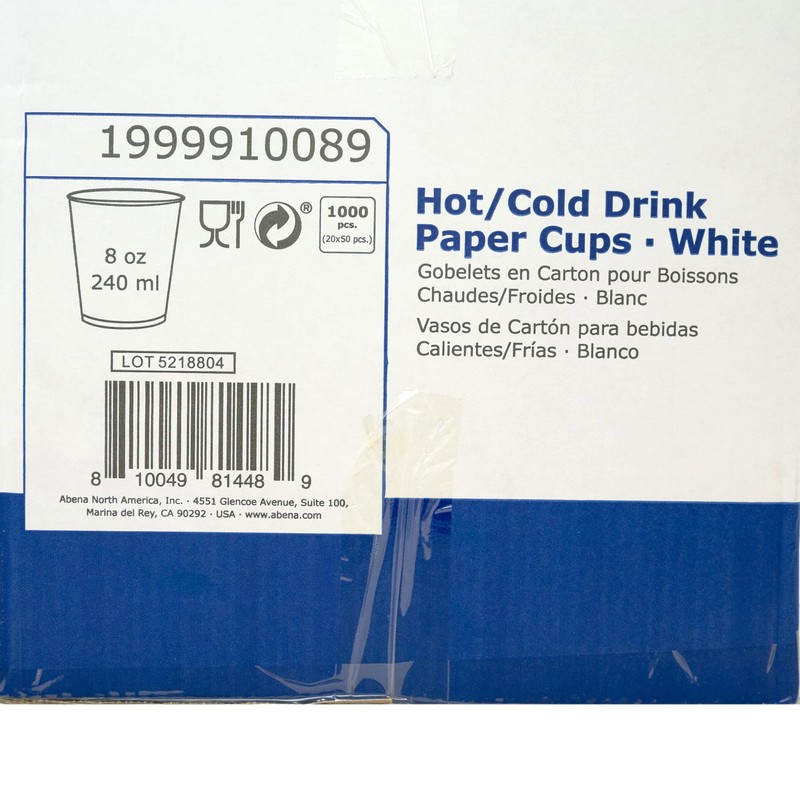 1999910089
8 oz
240 ml
®
1000
pcs.
(20x50 pcs.)
LOT 5218804
8 10049 81448 9
Abena North America, Inc. · 4551 Glencoe Avenue, Suite 100,
Marina del Rey, CA 90292 · USA · www.abena.com
Hot/Cold Drink
Paper Cups · White
Gobelets en Carton pour Boissons
Chaudes/Froides · Blanc
Vasos de Cartón para bebidas
Calientes/Frías · Blanco